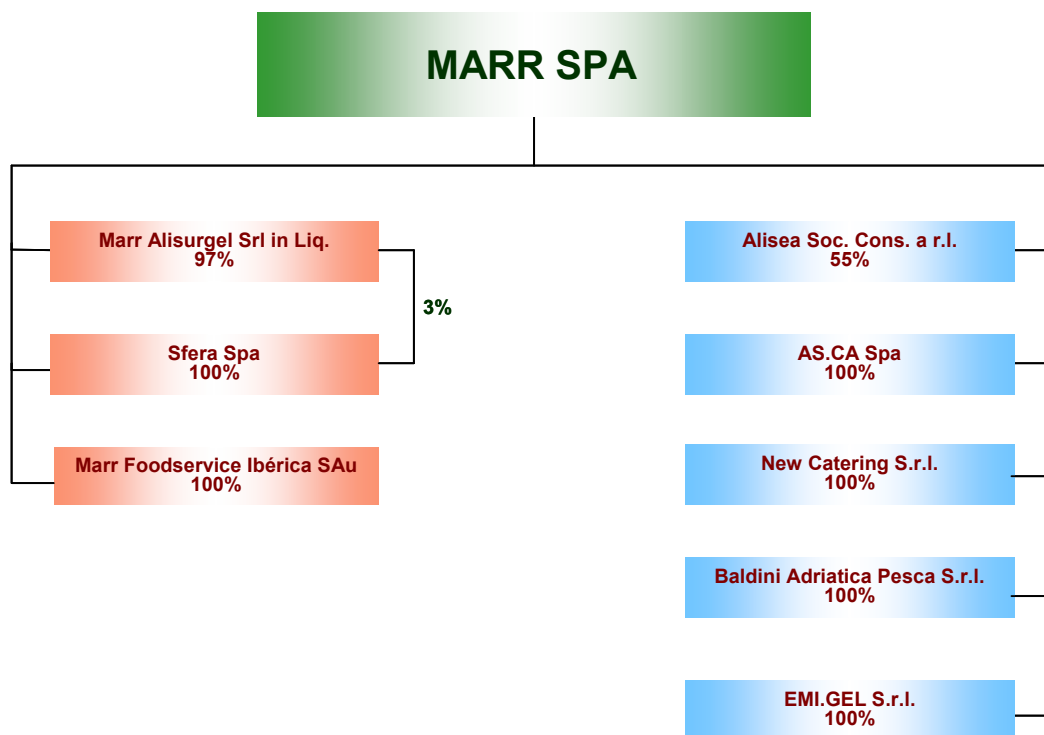 MARR SPA
Marr Alisurgel Srl in Liq.
97%
3%
Sfera Spa
100%
Marr Foodservice Ibérica SAu
100%
Alisea Soc. Cons. a r.l.
55%
AS.CA Spa
100%
New Catering S.r.l.
100%
Baldini Adriatica Pesca S.r.l.
100%
EMI.GEL S.r.l.
100%